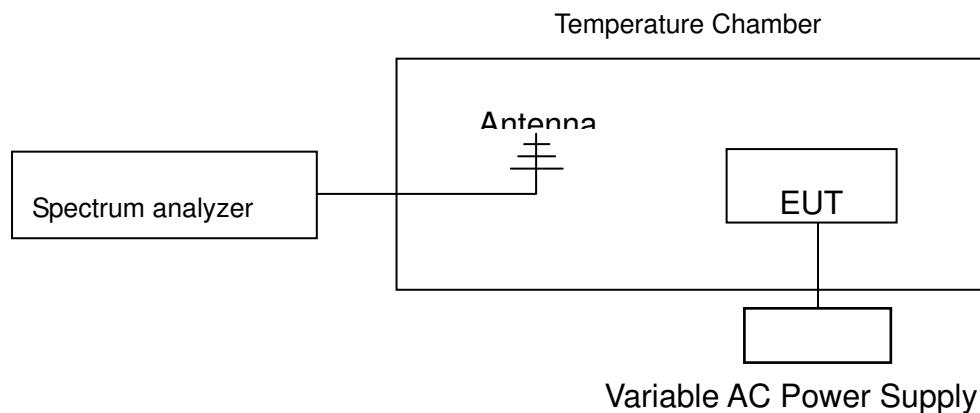 Temperature Chamber
Antenna
Spectrum analyzer
EUT
Variable AC Power Supply